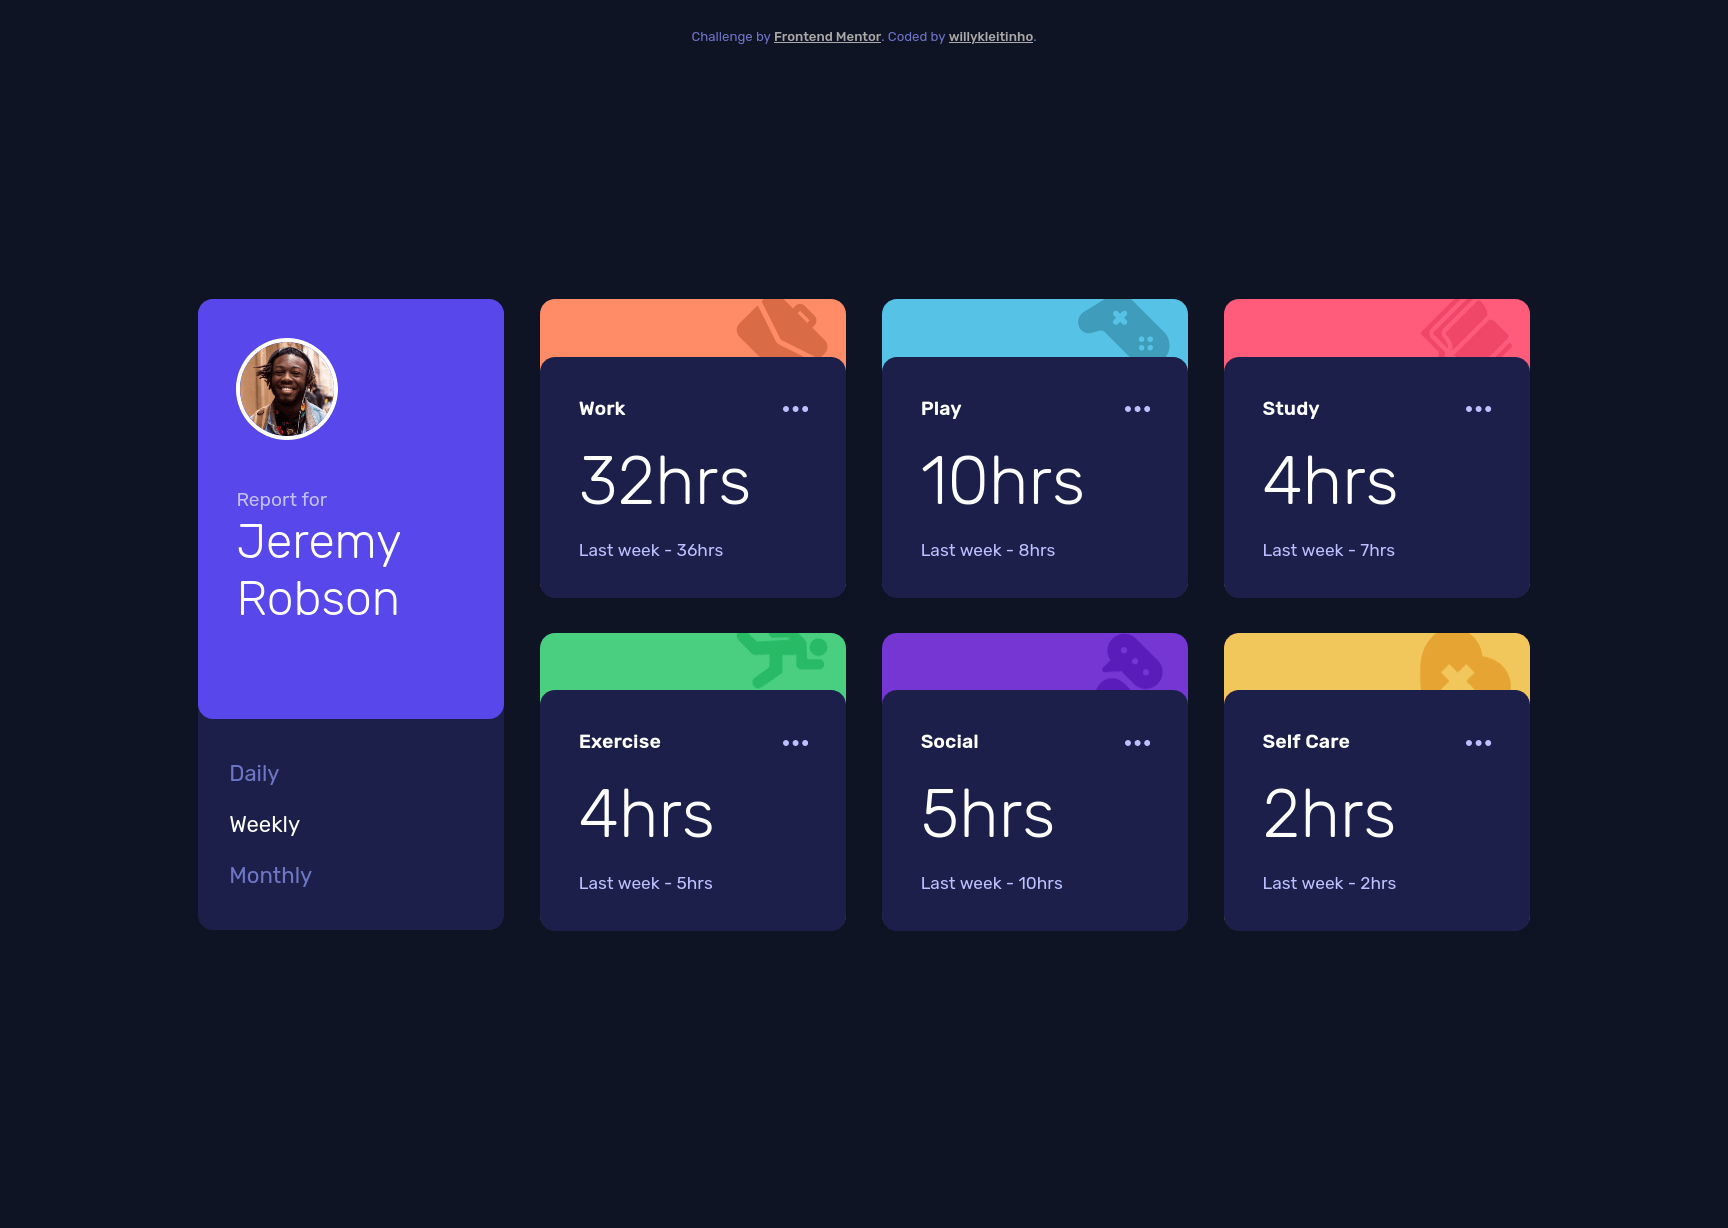 Challenge by Frontend Mentor. Coded by willykleitinho.
Report for
Jeremy
Robson
Daily
Weekly
Monthly
Work
32hrs
Last week - 36hrs
Play
10hrs
Last week - 8hrs
Study
4hrs
Last week - 7hrs
Exercise
4hrs
Last week - 5hrs
Social
5hrs
Last week - 10hrs
Self Care
2hrs
Last week - 2hrs